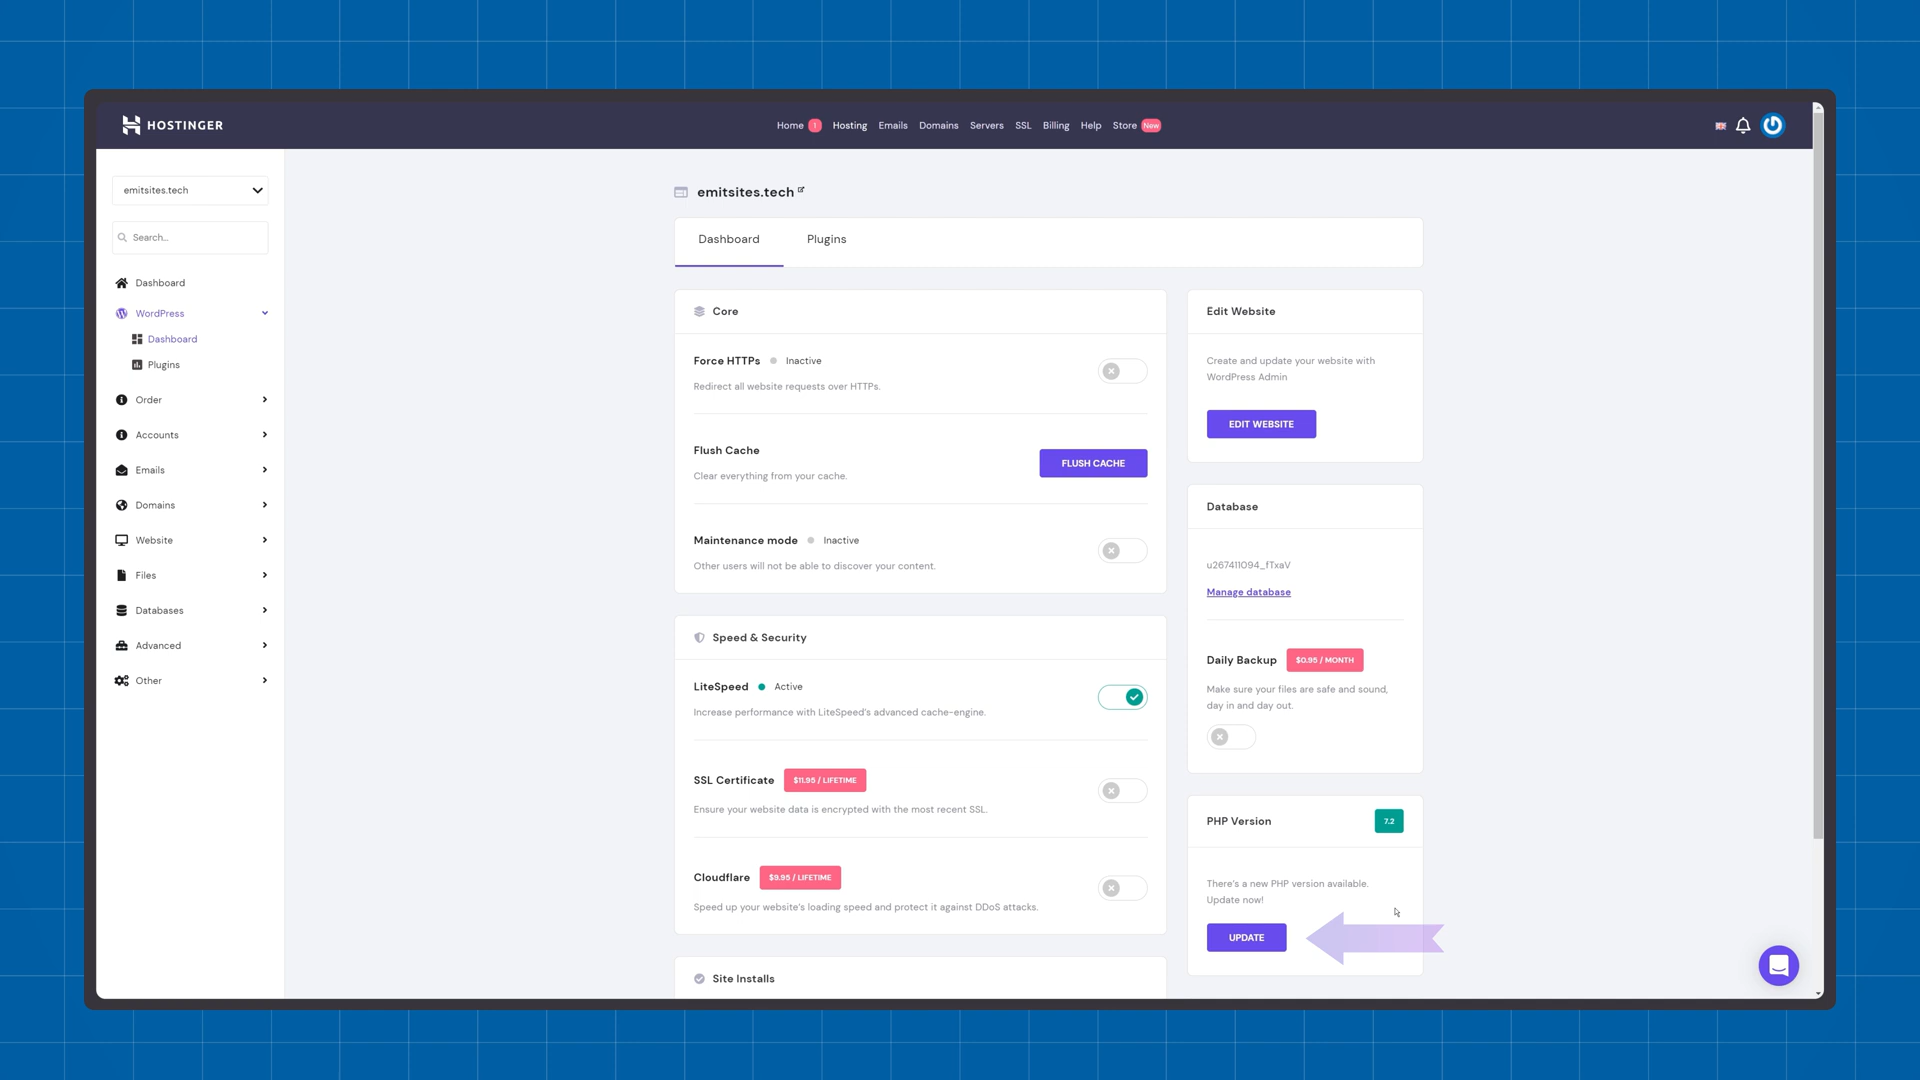 HOSTINGER
Home 1 Hosting Emails Domains Servers SSL Billing Help Store New
emitsites.tech
Search...
Dashboard
WordPress
Dashboard
Plugins
Order
Accounts
Emails
Domains
Website
Files
Databases
Advanced
Other
emitsites.tech
Dashboard Plugins
Core
Force HTTPs Inactive
Redirect all website requests over HTTPs.
Flush Cache
Clear everything from your cache.
FLUSH CACHE
Maintenance mode Inactive
Other users will not be able to discover your content.
Speed & Security
LiteSpeed Active
Increase performance with LiteSpeed's advanced cache-engine.
SSL Certificate $11.95 / LIFETIME
Ensure your website data is encrypted with the most recent SSL.
Cloudflare $9.95 / LIFETIME
Speed up your website's loading speed and protect it against DDoS attacks.
Site Installs
Edit Website
Create and update your website with
WordPress Admin
EDIT WEBSITE
Database
u267411094_fTxaV
Manage database
Daily Backup $0.95 / MONTH
Make sure your files are safe and sound,
day in and day out.
PHP Version 7.2
There's a new PHP version available.
Update now!
UPDATE